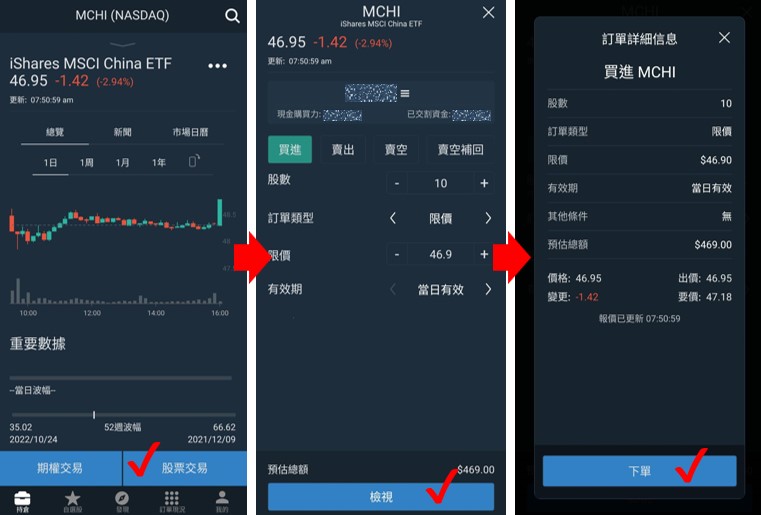 MCHI (NASDAQ)
iShares MSCI China ETF
46.95 -1.42 (-2.94%)
更新: 07:50:59 am
總覽 新聞 市場日曆
1日 1周 1月 1年
48.5
48
47.5
10:00 12:00 14:00 16:00
重要數據
--當日波幅--
35.02 52週波幅 66.62
2022/10/24 2021/12/09
期權交易 股票交易
持倉 自選股 發現 訂單現況 我的
MCHI
iShares MSCI China ETF
46.95 -1.42 (-2.94%)
更新: 07:50:59 am
現金購買力: 已交割資金:
買進 賣出 賣空 賣空補回
股數 - 10 +
訂單類型 限價
限價 - 46.9 +
有效期 當日有效
預估總額 $469.00
檢視
訂單詳細信息
買進 MCHI
股數 10
訂單類型 限價
限價 $46.90
有效期 當日有效
其他條件 無
預估總額 $469.00
價格: 46.95 出價: 46.95
變更: -1.42 要價: 47.18
報價已更新 07:50:59
下單